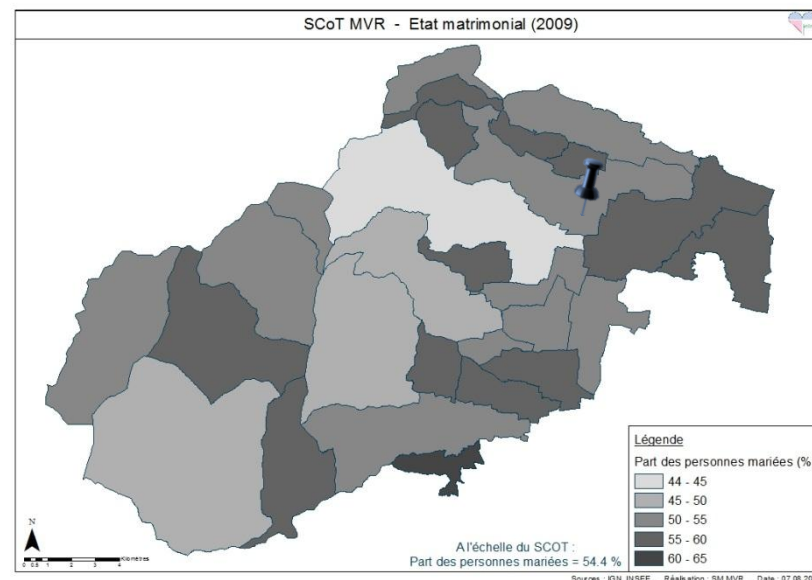 SCoT MVR - Etat matrimonial (2009)
Légende
Part des personnes mariées (%
44 - 45
45 - 50
50 - 55
55 - 60
60 - 65
N
0 0.5 1 2 3 4
Kilomètres
A l'échelle du SCOT :
Part des personnes mariées = 54.4 %
Sources : IGN, INSEE Réalisation : SM MVR Date : 07.08.20